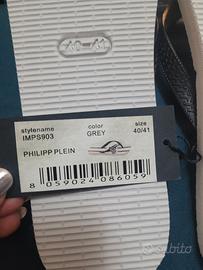 40-41
stylename
color
size
IMPS903
GREY
40/41
PHILIPP PLEIN
8 059024 086059
subito